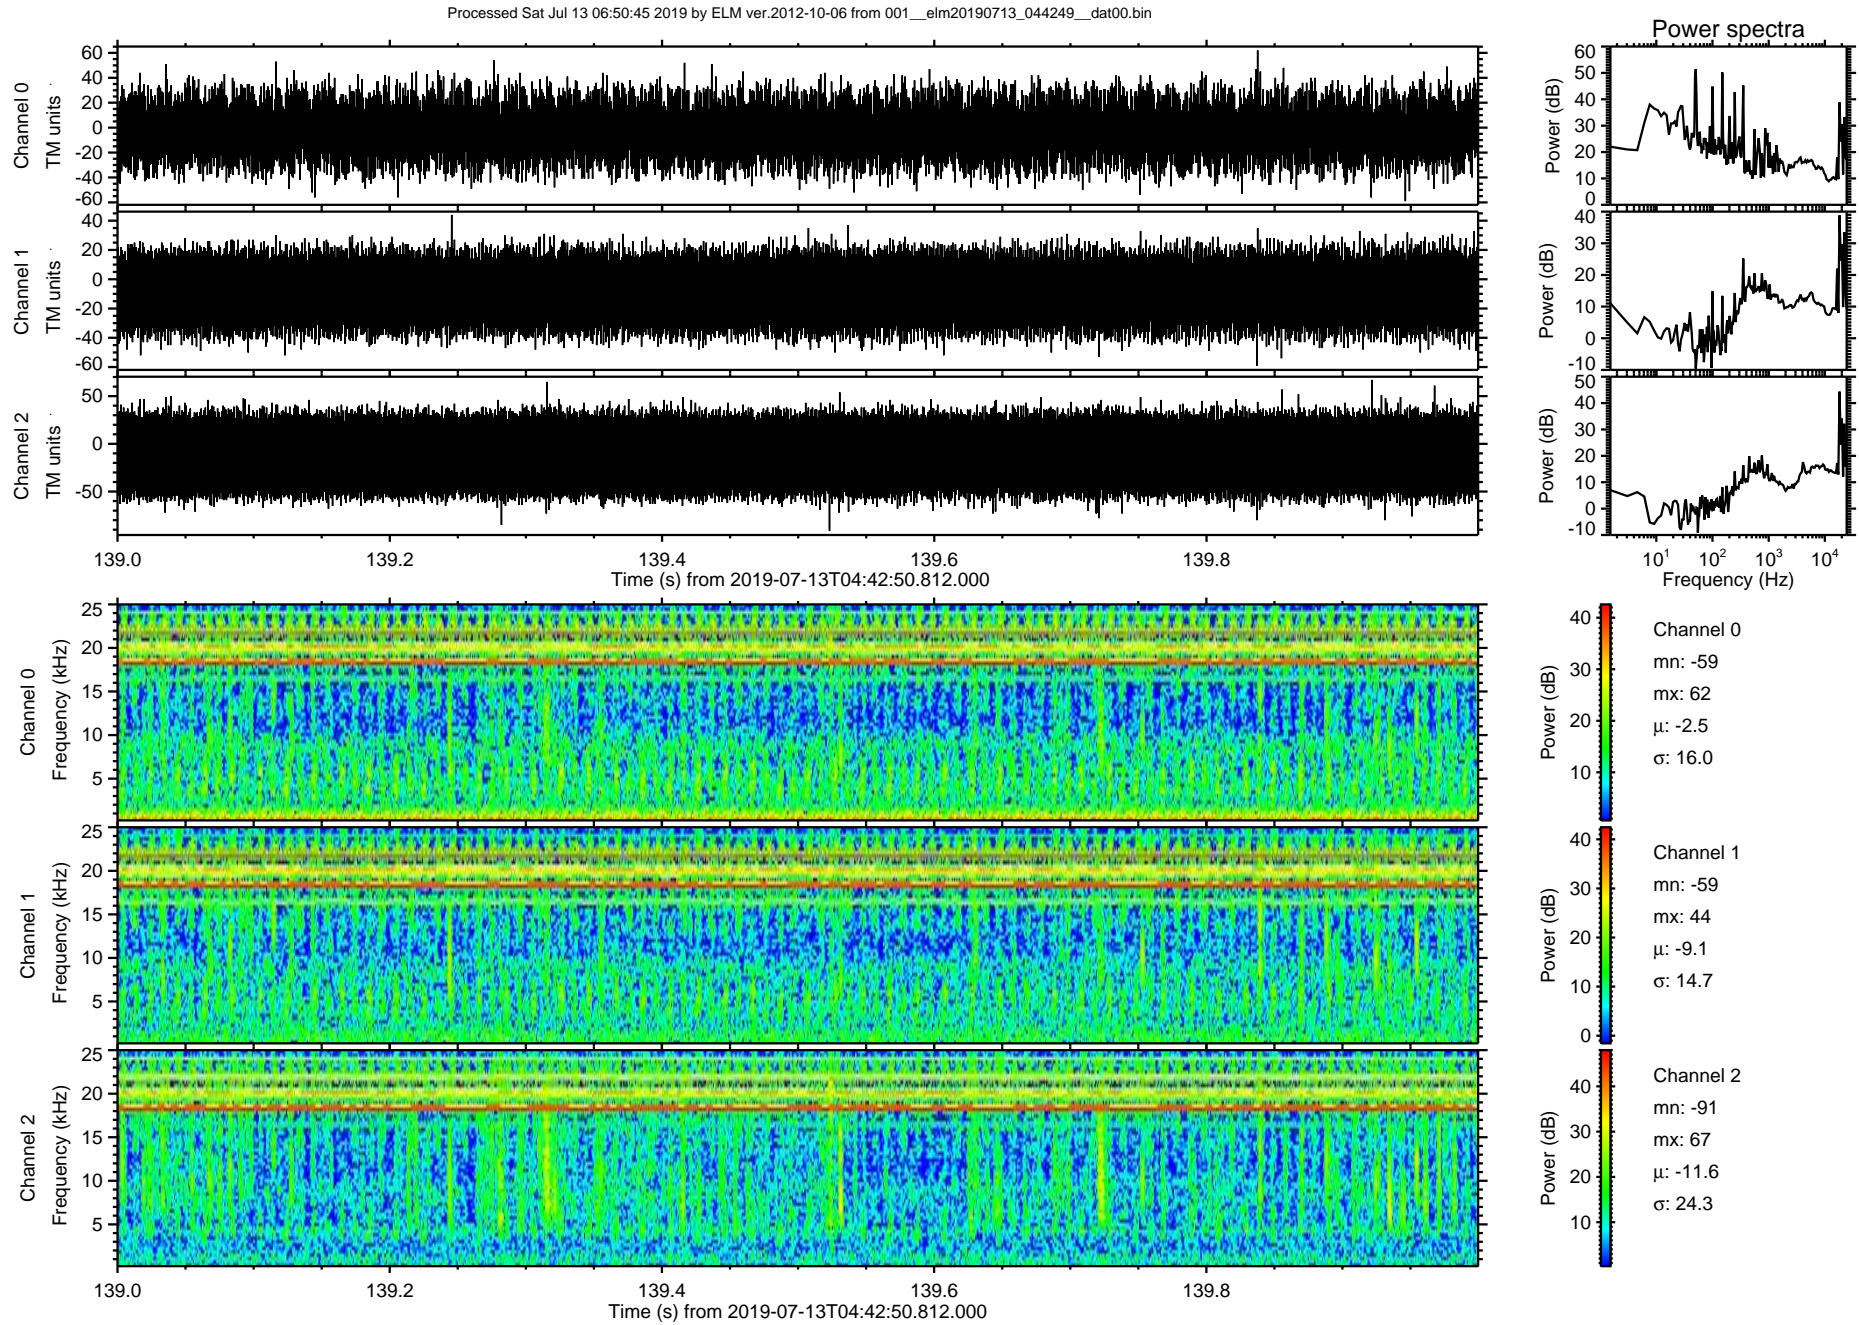 Processed Sat Jul 13 06:50:45 2019 by ELM ver.2012-10-06 from 001__elm20190713_044249__dat00.bin
Power spectra
Channel 0
TM units
60
40
20
0
-20
-40
-60
Power (dB)
60
50
40
30
20
10
0
Channel 1
TM units
40
20
0
-20
-40
-60
Power (dB)
40
30
20
10
0
-10
Channel 2
TM units
50
0
-50
Power (dB)
50
40
30
20
10
0
-10
139.0 139.2 139.4 139.6 139.8
Time (s) from 2019-07-13T04:42:50.812.000
10¹ 10² 10³ 10⁴
Frequency (Hz)
Channel 0
Frequency (kHz)
25
20
15
10
5
Power (dB)
40
30
20
10
Channel 0
mn: -59
mx: 62
μ: -2.5
σ: 16.0
Channel 1
Frequency (kHz)
25
20
15
10
5
Power (dB)
40
30
20
10
0
Channel 1
mn: -59
mx: 44
μ: -9.1
σ: 14.7
Channel 2
Frequency (kHz)
25
20
15
10
5
Power (dB)
40
30
20
10
Channel 2
mn: -91
mx: 67
μ: -11.6
σ: 24.3
139.0 139.2 139.4 139.6 139.8
Time (s) from 2019-07-13T04:42:50.812.000